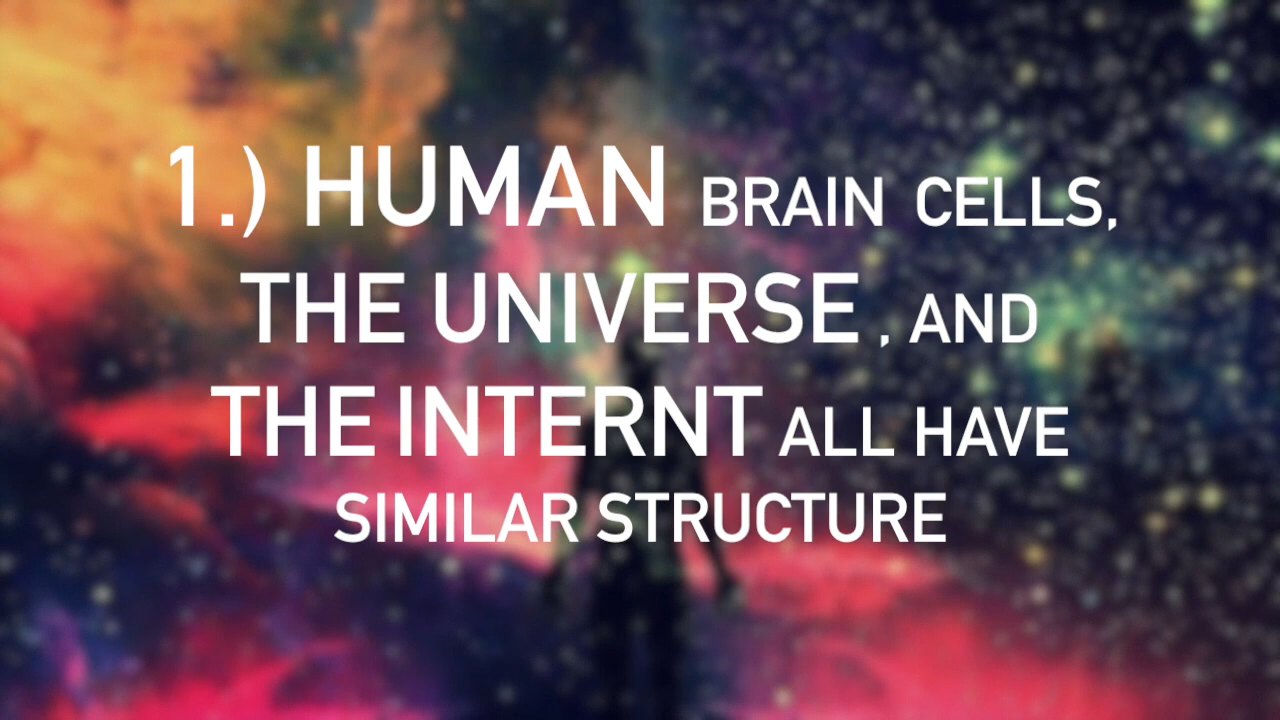 1.) HUMAN BRAIN CELLS,
THE UNIVERSE , AND
THE INTERNT ALL HAVE
SIMILAR STRUCTURE